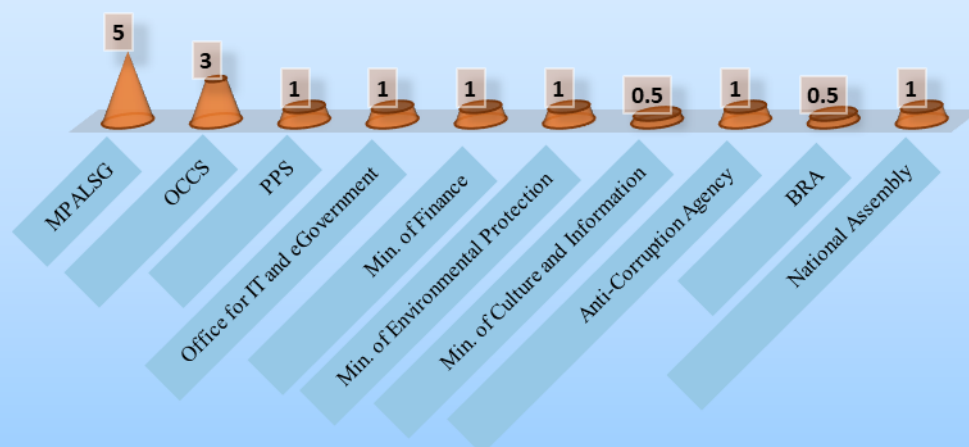 5
3
1
1
1
1
0.5
1
0.5
1
MPALSG
OCCS
PPS
Office for IT and eGovernment
Min. of Finance
Min. of Environmental Protection
Min. of Culture and Information
Anti-Corruption Agency
BRA
National Assembly